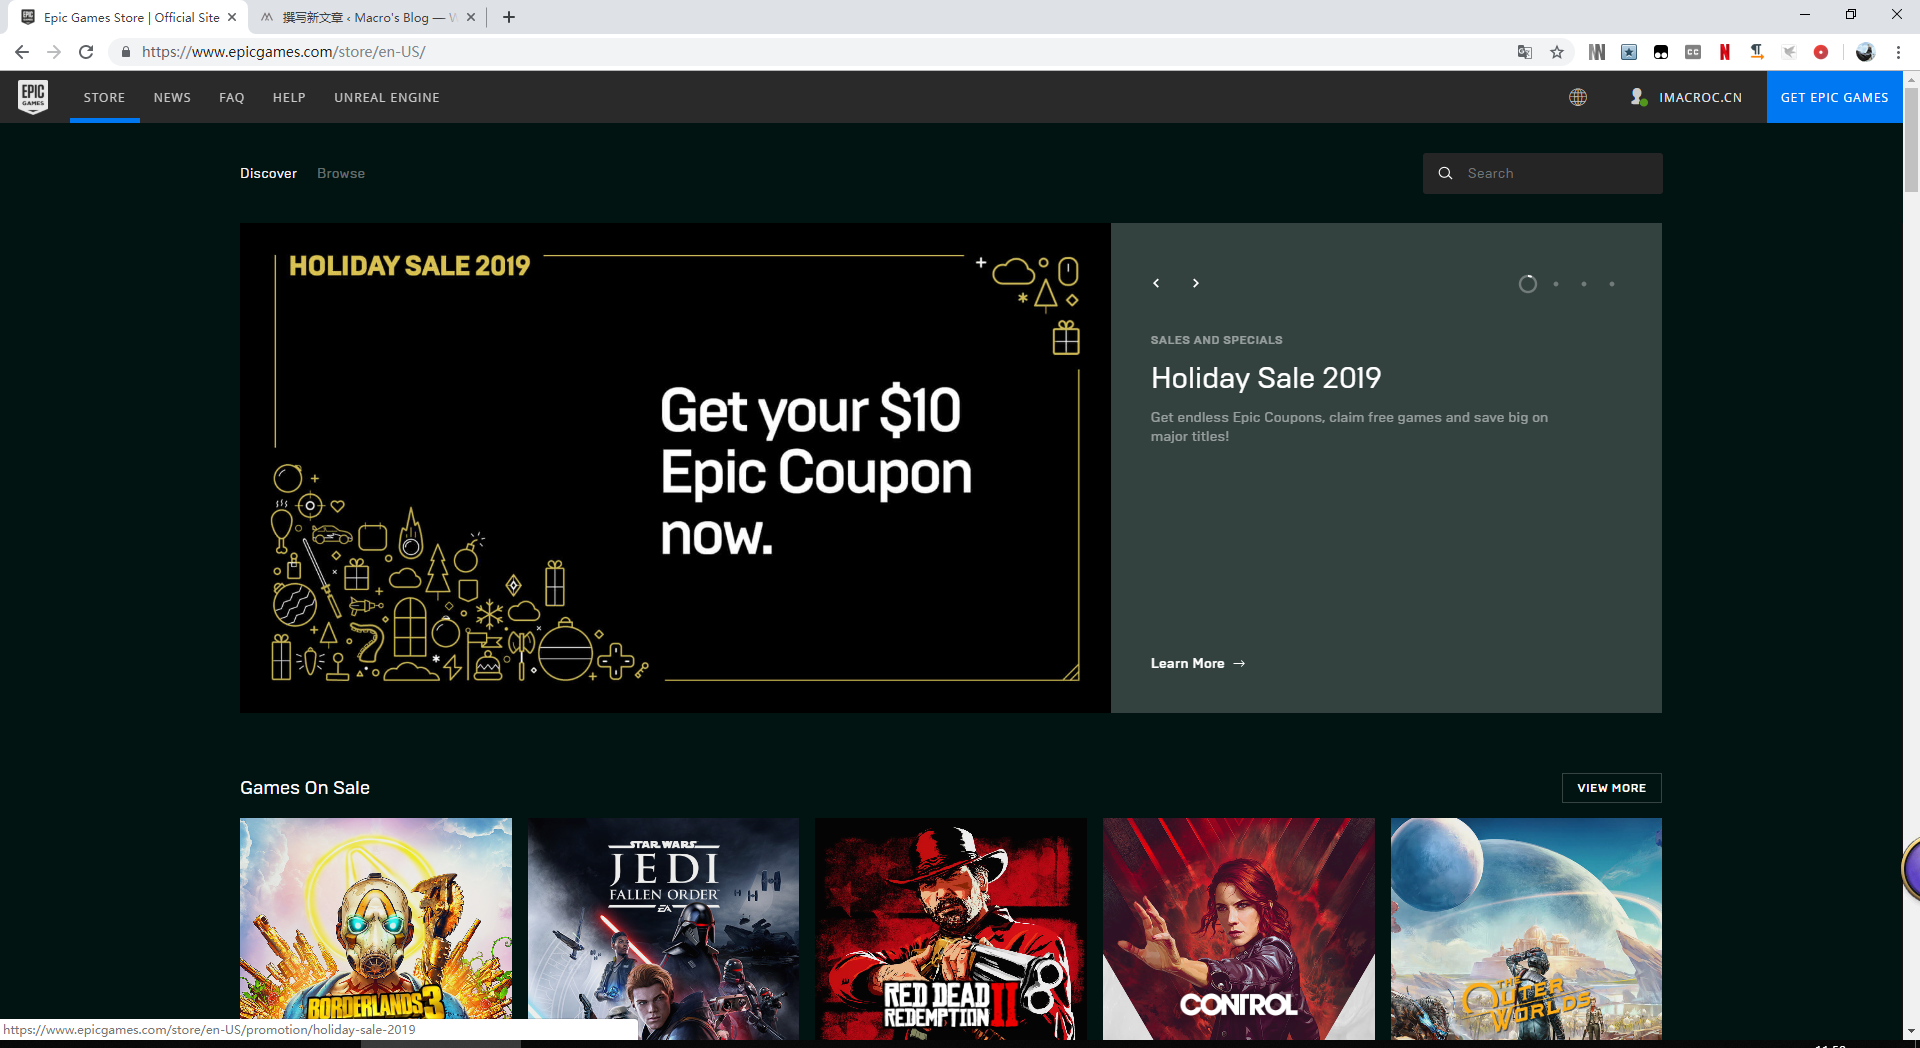 Epic Games Store | Official Site
撰写新文章 ‹ Macro's Blog —
https://www.epicgames.com/store/en-US/
CC
N
EPIC
GAMES
STORE
NEWS
FAQ
HELP
UNREAL ENGINE
IMACROC.CN
GET EPIC GAMES
Discover
Browse
Search
HOLIDAY SALE 2019
Get your $10
Epic Coupon
now.
SALES AND SPECIALS
Holiday Sale 2019
Get endless Epic Coupons, claim free games and save big on
major titles!
Learn More →
Games On Sale
VIEW MORE
BORDERLANDS 3
STAR WARS
JEDI
FALLEN ORDER
EA
RED DEAD
REDEMPTION II
CONTROL
THE
OUTER
WORLDS
https://www.epicgames.com/store/en-US/promotion/holiday-sale-2019